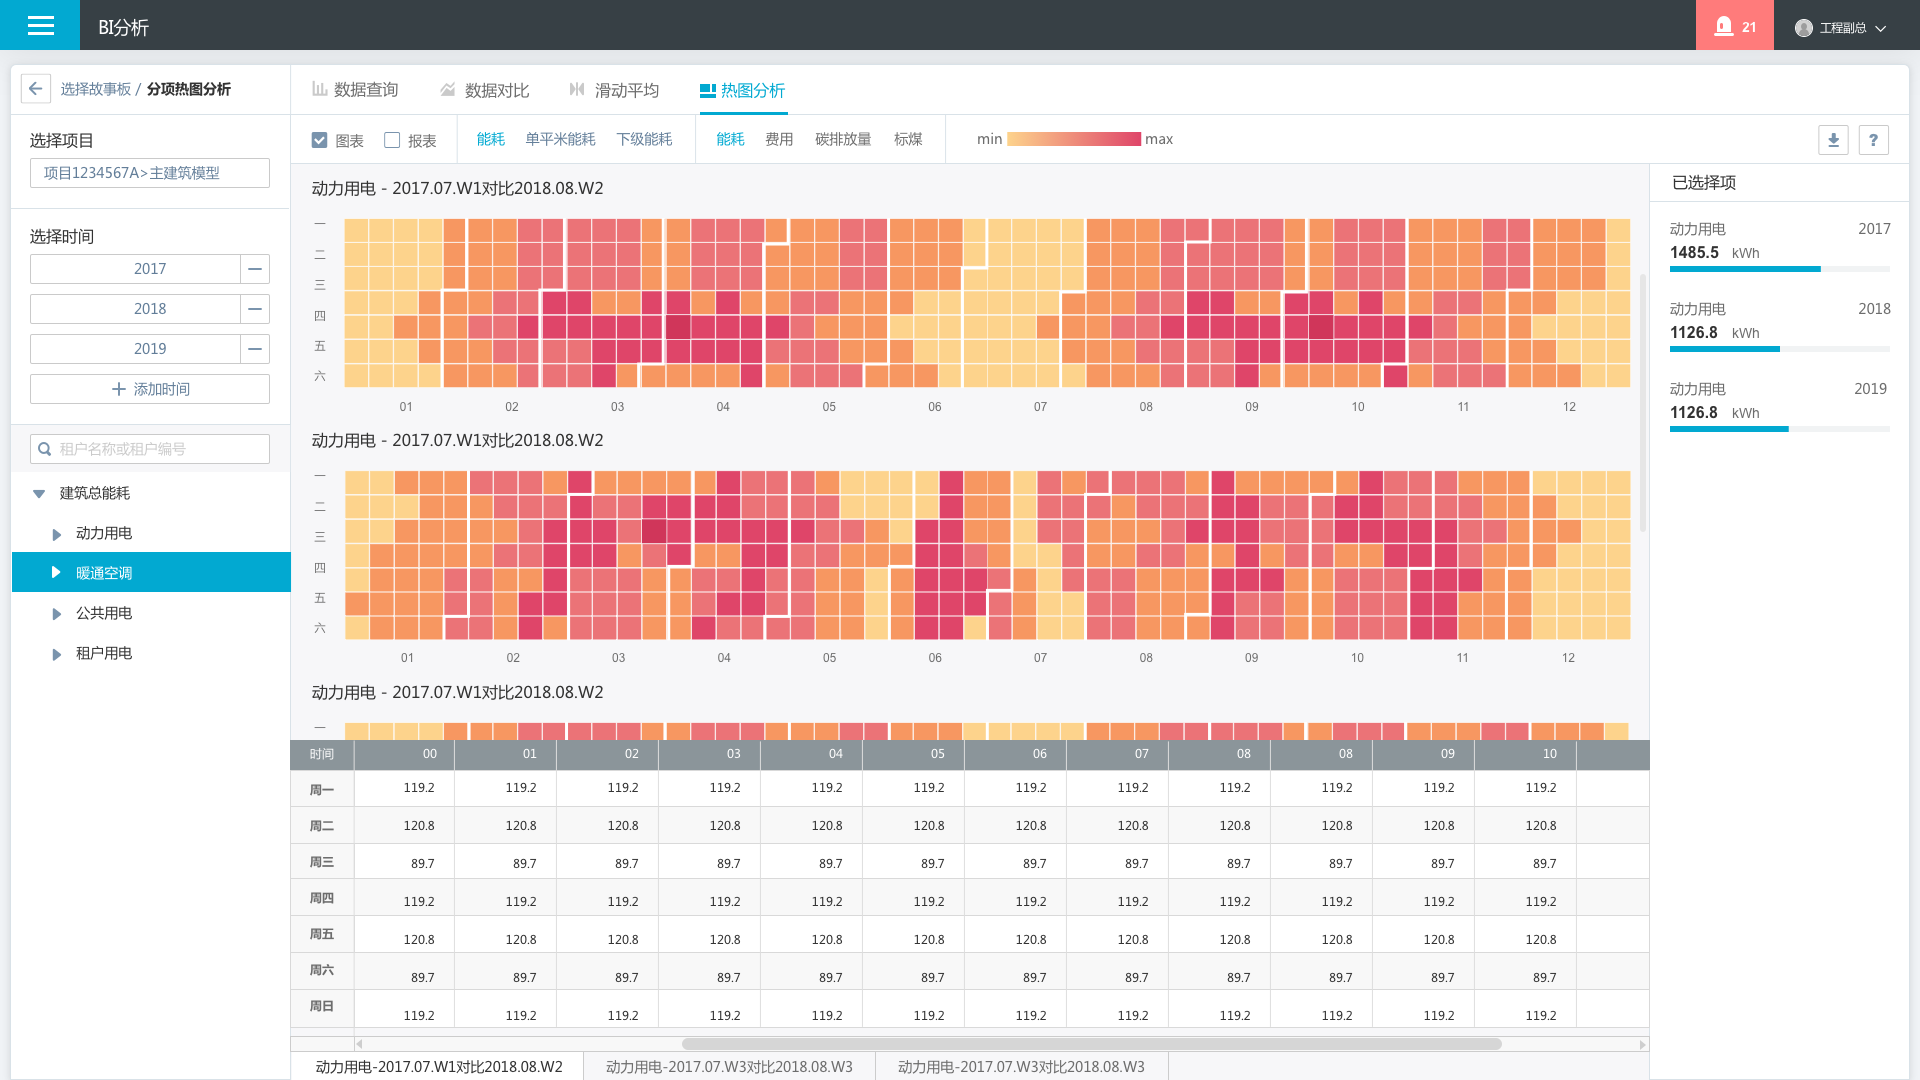 BI分析
21
工程副总
选择故事板 / 分项热图分析
数据查询
数据对比
滑动平均
热图分析
选择项目
项目1234567A>主建筑模型
选择时间
2017
2018
2019
添加时间
租户名称或租户编号
建筑总能耗
动力用电
暖通空调
公共用电
租户用电
图表
报表
能耗
单平米能耗
下级能耗
能耗
费用
碳排放量
标煤
min
max
?
动力用电 - 2017.07.W1对比2018.08.W2
一
二
三
四
五
六
01 02 03 04 05 06 07 08 09 10 11 12
动力用电 - 2017.07.W1对比2018.08.W2
一
二
三
四
五
六
01 02 03 04 05 06 07 08 09 10 11 12
动力用电 - 2017.07.W1对比2018.08.W2
一
时间 00 01 02 03 04 05 06 07 08 08 09 10
周一 119.2 119.2 119.2 119.2 119.2 119.2 119.2 119.2 119.2 119.2 119.2 119.2
周二 120.8 120.8 120.8 120.8 120.8 120.8 120.8 120.8 120.8 120.8 120.8 120.8
周三 89.7 89.7 89.7 89.7 89.7 89.7 89.7 89.7 89.7 89.7 89.7 89.7
周四 119.2 119.2 119.2 119.2 119.2 119.2 119.2 119.2 119.2 119.2 119.2 119.2
周五 120.8 120.8 120.8 120.8 120.8 120.8 120.8 120.8 120.8 120.8 120.8 120.8
周六 89.7 89.7 89.7 89.7 89.7 89.7 89.7 89.7 89.7 89.7 89.7 89.7
周日 119.2 119.2 119.2 119.2 119.2 119.2 119.2 119.2 119.2 119.2 119.2 119.2
动力用电-2017.07.W1对比2018.08.W2
动力用电-2017.07.W3对比2018.08.W3
动力用电-2017.07.W3对比2018.08.W3
已选择项
动力用电 2017
1485.5 kWh
动力用电 2018
1126.8 kWh
动力用电 2019
1126.8 kWh